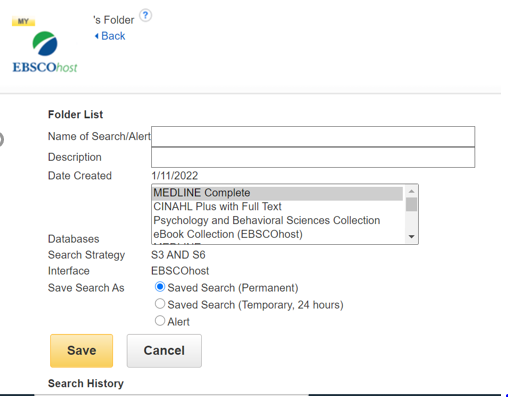 MY
's Folder ?
Back
EBSCOhost
Folder List
Name of Search/Alert
Description
Date Created 1/11/2022
MEDLINE Complete
CINAHL Plus with Full Text
Psychology and Behavioral Sciences Collection
eBook Collection (EBSCOhost)
Databases
Search Strategy S3 AND S6
Interface EBSCOhost
Save Search As Saved Search (Permanent)
Saved Search (Temporary, 24 hours)
Alert
Save Cancel
Search History